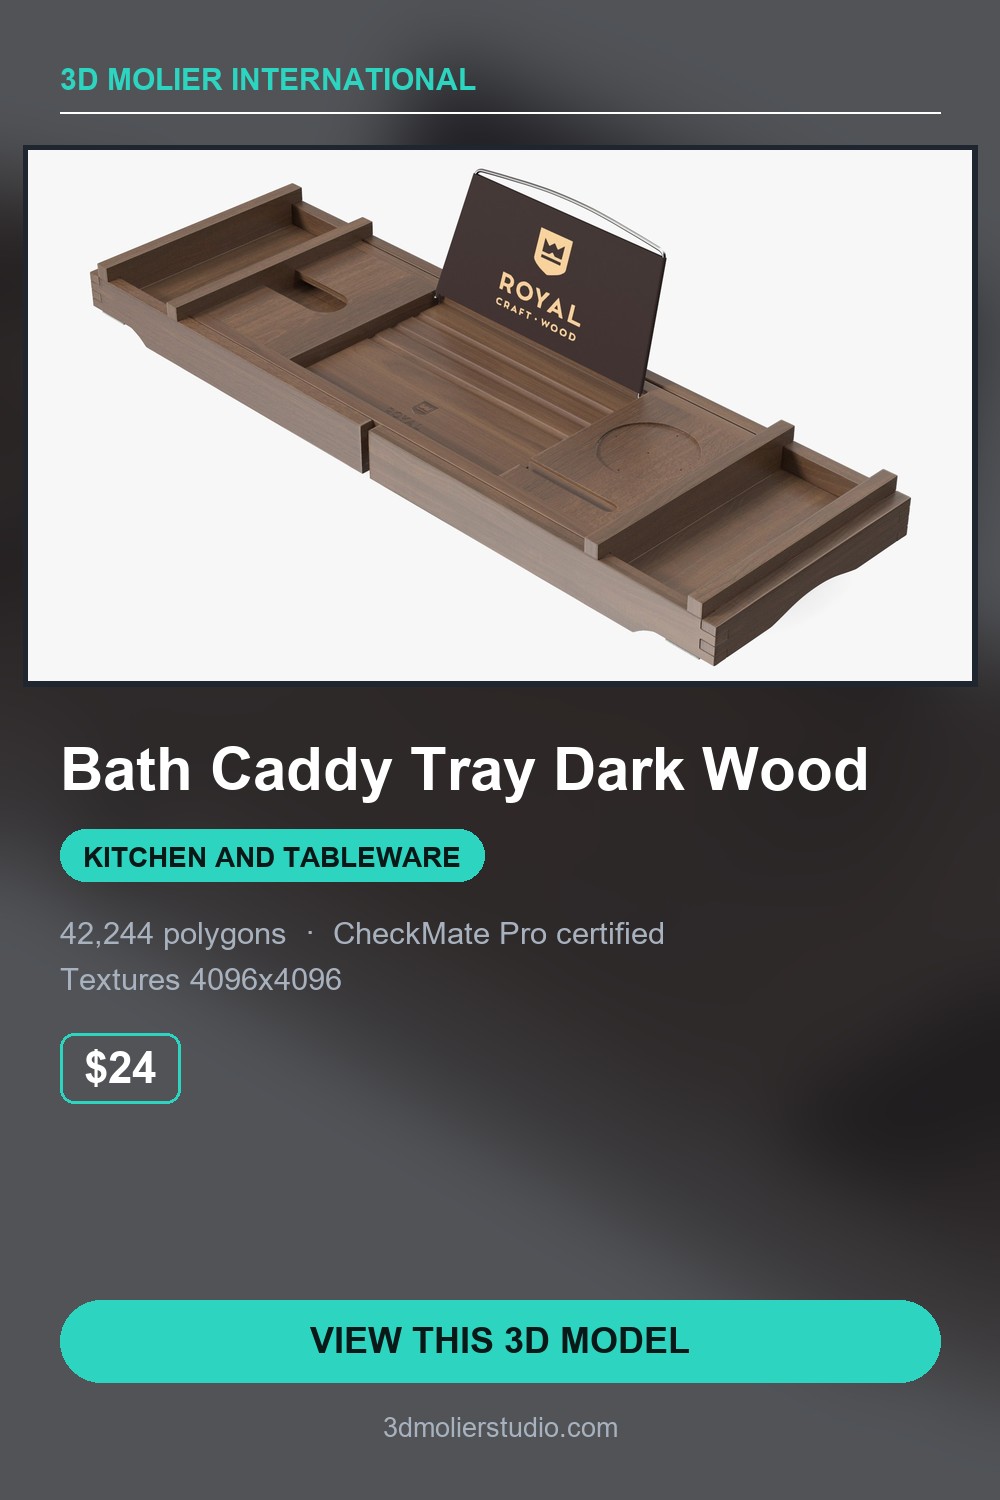 3D MOLIER INTERNATIONAL
ROYAL
CRAFT · WOOD
ROYAL
Bath Caddy Tray Dark Wood
KITCHEN AND TABLEWARE
42,244 polygons · CheckMate Pro certified
Textures 4096x4096
$24
VIEW THIS 3D MODEL
3dmolierstudio.com